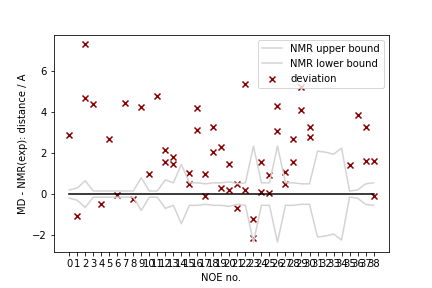 NMR upper bound
NMR lower bound
deviation
MD - NMR(exp): distance / A
6
4
2
0
−2
0 1 2 3 4 5 6 7 8 9 10 11 12 13 14 15 16 17 18 19 20 21 22 23 24 25 26 27 28 29 30 31 32 33 34 35 36 37 38
NOE no.